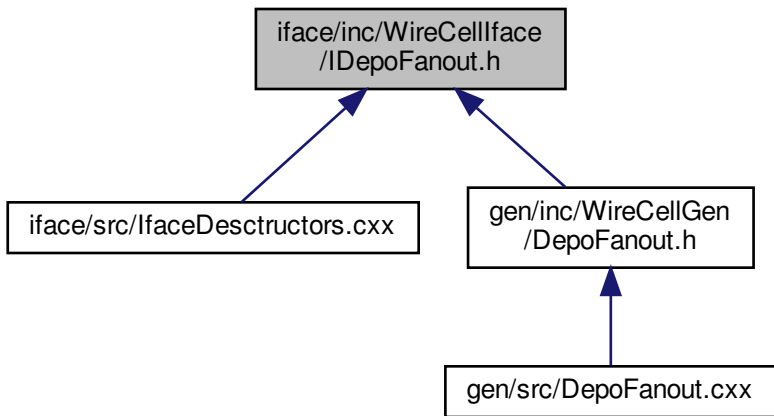 iface/inc/WireCellIface
/IDepoFanout.h
iface/src/IfaceDesctructors.cxx
gen/inc/WireCellGen
/DepoFanout.h
gen/src/DepoFanout.cxx